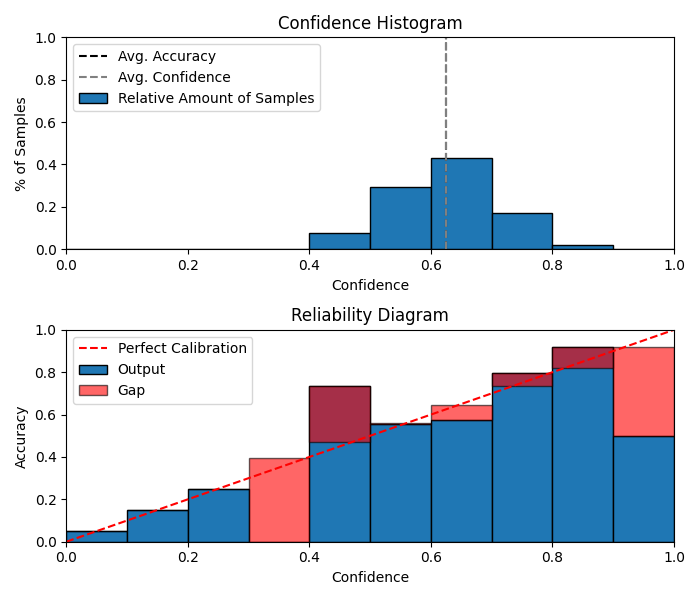 Confidence Histogram
1.0
0.8
0.6
0.4
0.2
0.0
% of Samples
Avg. Accuracy
Avg. Confidence
Relative Amount of Samples
0.0 0.2 0.4 0.6 0.8 1.0
Confidence
Reliability Diagram
1.0
0.8
0.6
0.4
0.2
0.0
Accuracy
Perfect Calibration
Output
Gap
0.0 0.2 0.4 0.6 0.8 1.0
Confidence